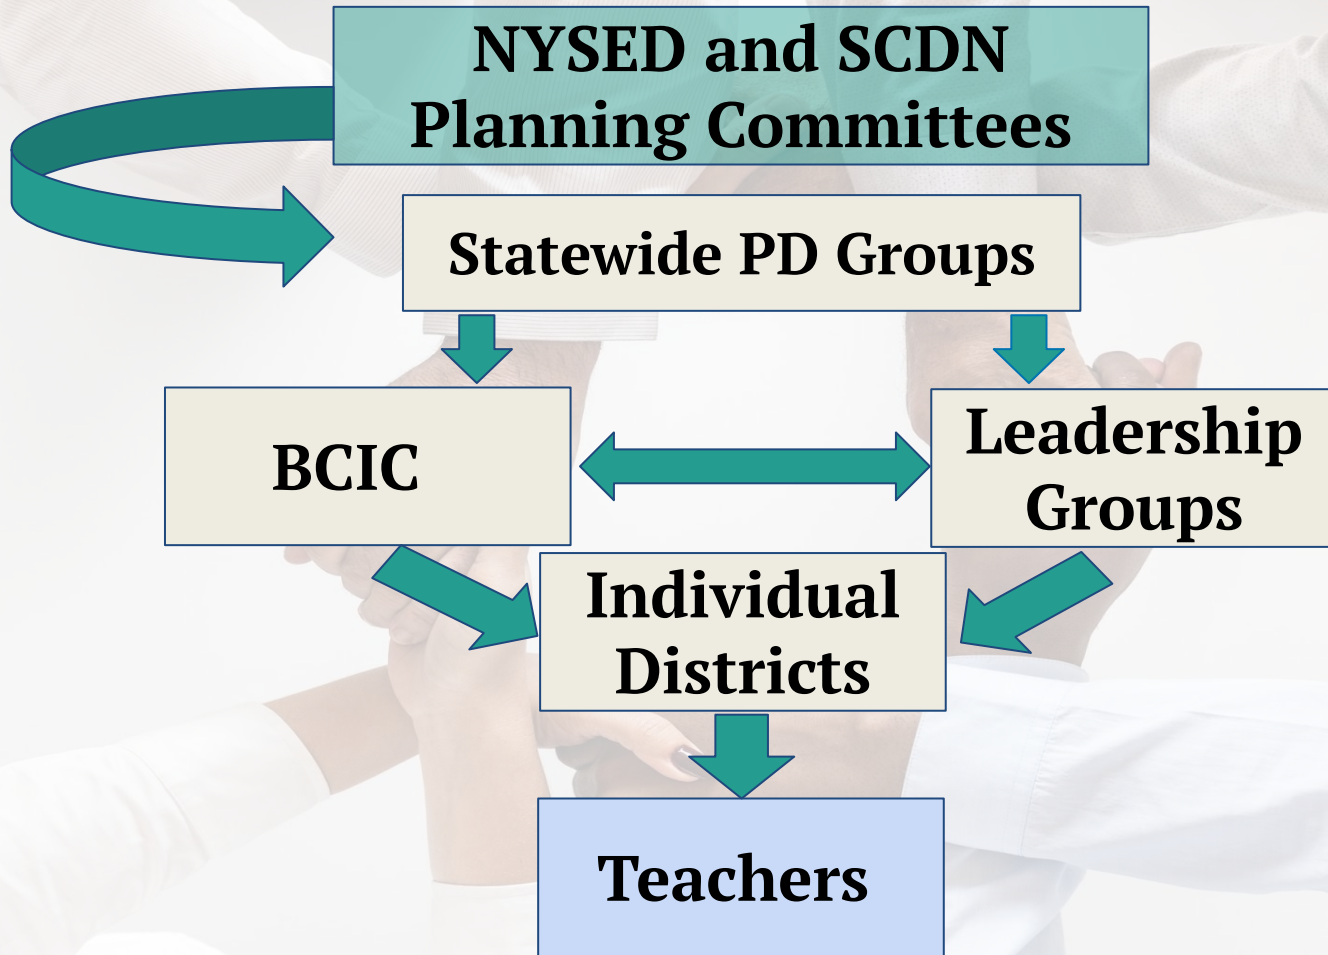 NYSED and SCDN
Planning Committees
Statewide PD Groups
BCIC
Leadership
Groups
Individual
Districts
Teachers